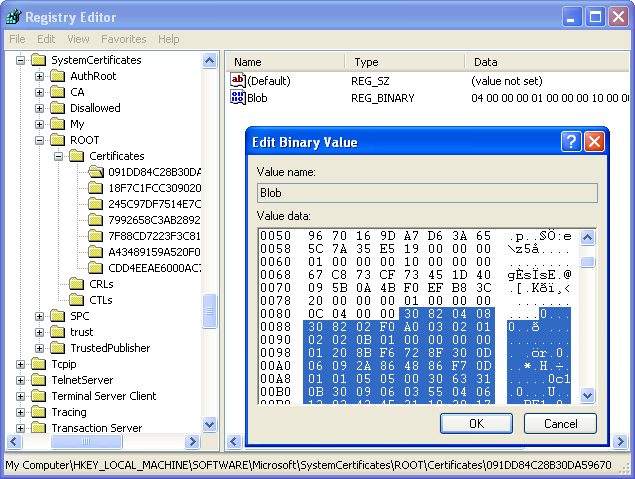 Registry Editor
File Edit View Favorites Help
SystemCertificates
AuthRoot
CA
Disallowed
My
ROOT
Certificates
091DD84C28B30DA
18F7C1FCC309020
245C97DF7514E7C
7992658C3AB2892
7F88CD7223F3C81
A43489159A520F0
CDD4EEAE6000AC7
CRLs
CTLs
SPC
trust
TrustedPublisher
Tcpip
TelnetServer
Terminal Server Client
Tracing
Transaction Server
Name Type Data
(Default) REG_SZ (value not set)
Blob REG_BINARY 04 00 00 00 01 00 00 00 10 00 00
Edit Binary Value
Value name:
Blob
Value data:
0050 96 70 16 9D A7 D6 3A 65 .p..§Ö:e
0058 5C 7A 35 E5 19 00 00 00 \z5å....
0060 01 00 00 00 10 00 00 00 ........
0068 67 C8 73 CF 73 45 1D 40 gÈsÏsE.@
0070 09 5B 0A 4B F0 EF B8 3C .[.Kðï¸<
0078 20 00 00 00 01 00 00 00 .......
0080 0C 04 00 00 30 82 04 08 ....0...
0088 30 82 02 F0 A0 03 02 01 0..ð ...
0090 02 02 0B 01 00 00 00 00 ........
0098 01 20 8B F6 72 8F 30 0D . .ör.0.
00A0 06 09 2A 86 48 86 F7 0D ..*.H.÷.
00A8 01 01 05 05 00 30 63 31 .....0c1
00B0 0B 30 09 06 03 55 04 06 .0...U..
OK Cancel
My Computer\HKEY_LOCAL_MACHINE\SOFTWARE\Microsoft\SystemCertificates\ROOT\Certificates\091DD84C28B30DA59670